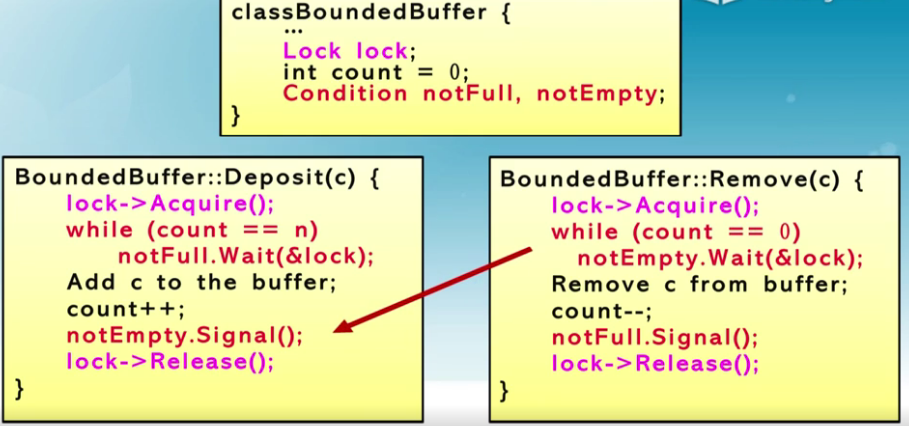 classBoundedBuffer {
...
Lock lock;
int count = 0;
Condition notFull, notEmpty;
}
BoundedBuffer::Deposit(c) {
lock->Acquire();
while (count == n)
notFull.Wait(&lock);
Add c to the buffer;
count++;
notEmpty.Signal();
lock->Release();
}
BoundedBuffer::Remove(c) {
lock->Acquire();
while (count == 0)
notEmpty.Wait(&lock);
Remove c from buffer;
count--;
notFull.Signal();
lock->Release();
}